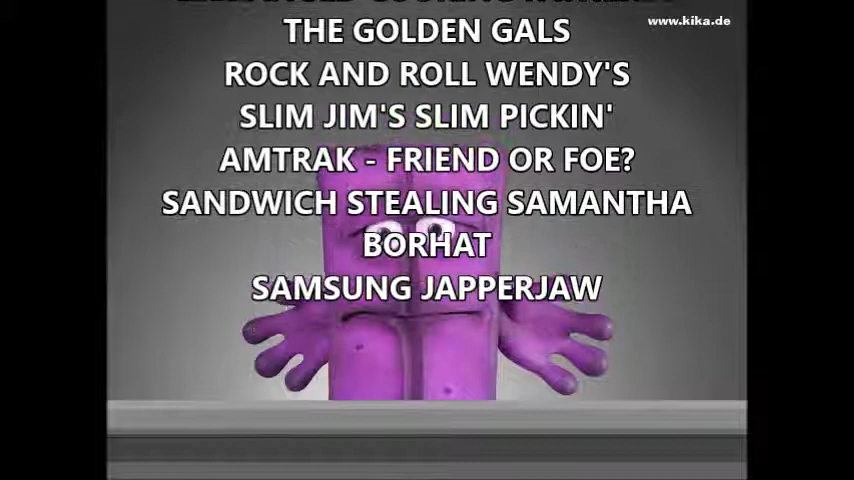 www.kika.de
THE GOLDEN GALS
ROCK AND ROLL WENDY'S
SLIM JIM'S SLIM PICKIN'
AMTRAK - FRIEND OR FOE?
SANDWICH STEALING SAMANTHA
BORHAT
SAMSUNG JAPPERJAW